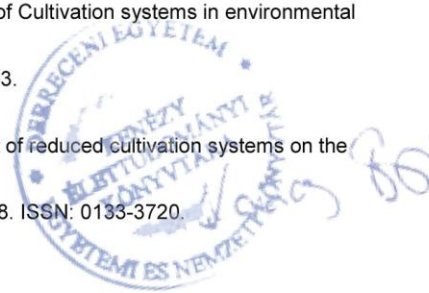 of Cultivation systems in environmental
3.
of reduced cultivation systems on the
8. ISSN: 0133-3720.
DEBRECENI EGYETEM
EGYETEMI ÉS NEMZETI KÖNYVTÁR
KENÉZY
ÉLETTUDOMÁNYI
KÖNYVTÁRA